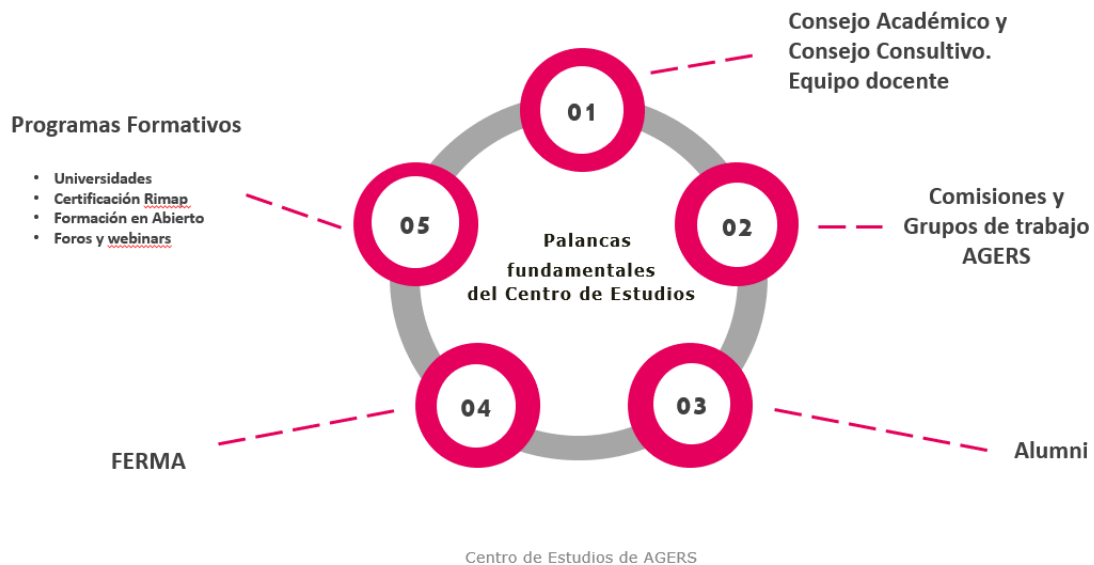 Consejo Académico y
Consejo Consultivo.
Equipo docente
01
Programas Formativos
• Universidades
• Certificación Rimap
• Formación en Abierto
• Foros y webinars
05
02
Comisiones y
Grupos de trabajo
AGERS
Palancas
fundamentales
del Centro de Estudios
04
03
FERMA
Alumni
Centro de Estudios de AGERS